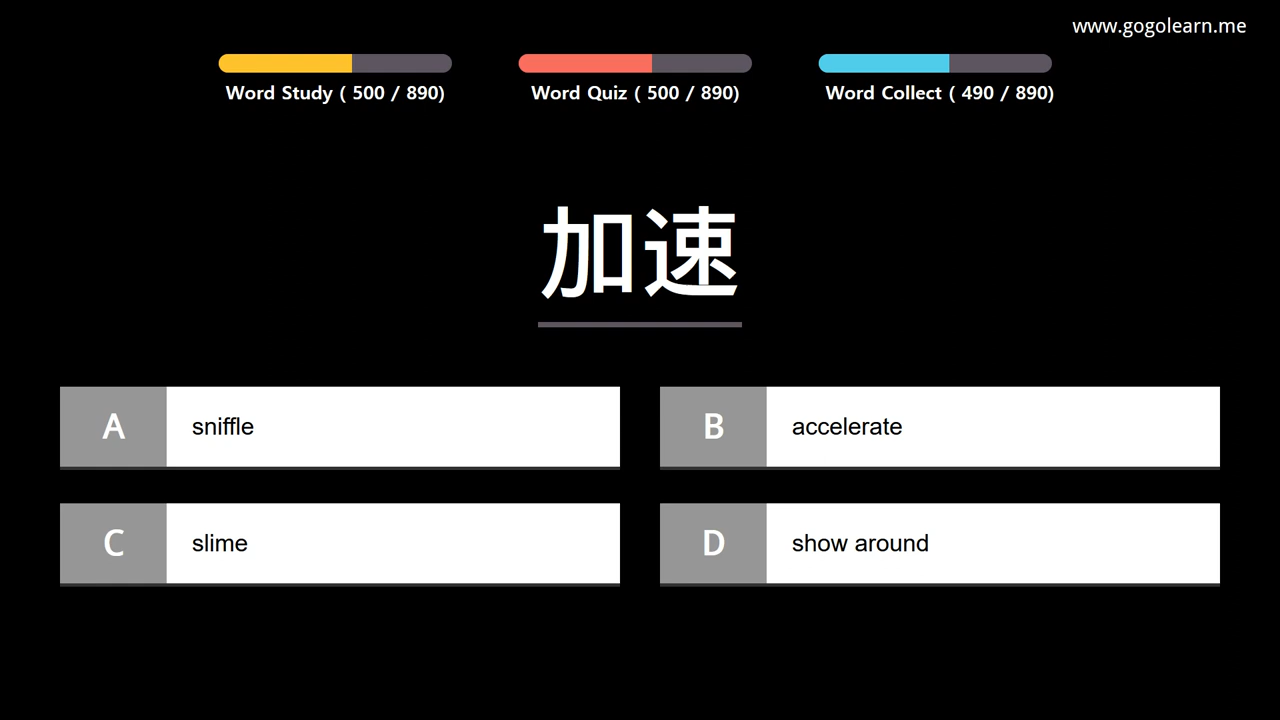 www.gogolearn.me
Word Study ( 500 / 890)
Word Quiz ( 500 / 890)
Word Collect ( 490 / 890)
加速
A sniffle
B accelerate
C slime
D show around